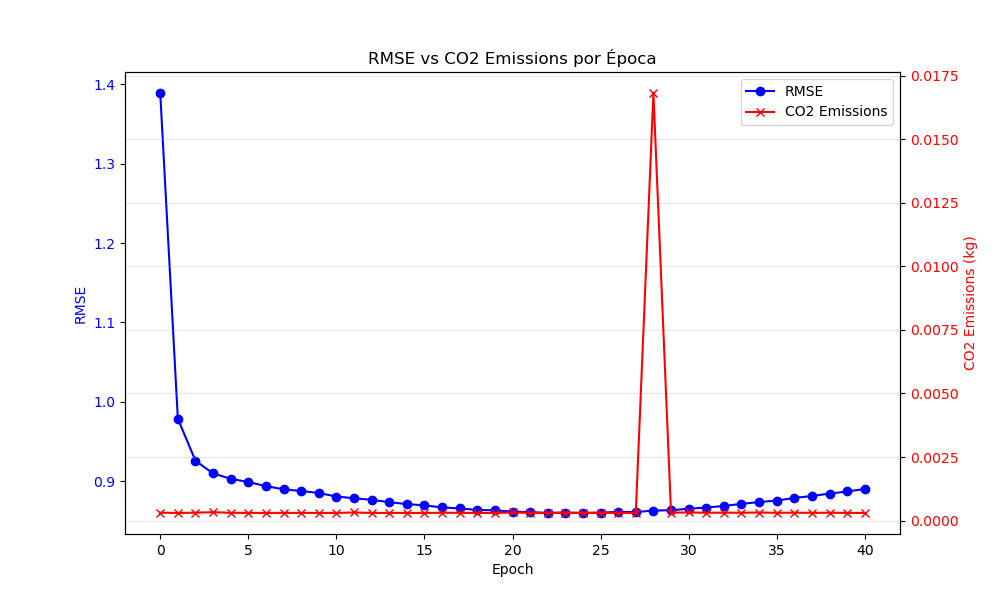 RMSE vs CO2 Emissions por Época
RMSE
CO2 Emissions
1.4
1.3
1.2
1.1
1.0
0.9
RMSE
0.0175
0.0150
0.0125
0.0100
0.0075
0.0050
0.0025
0.0000
CO2 Emissions (kg)
0 5 10 15 20 25 30 35 40
Epoch